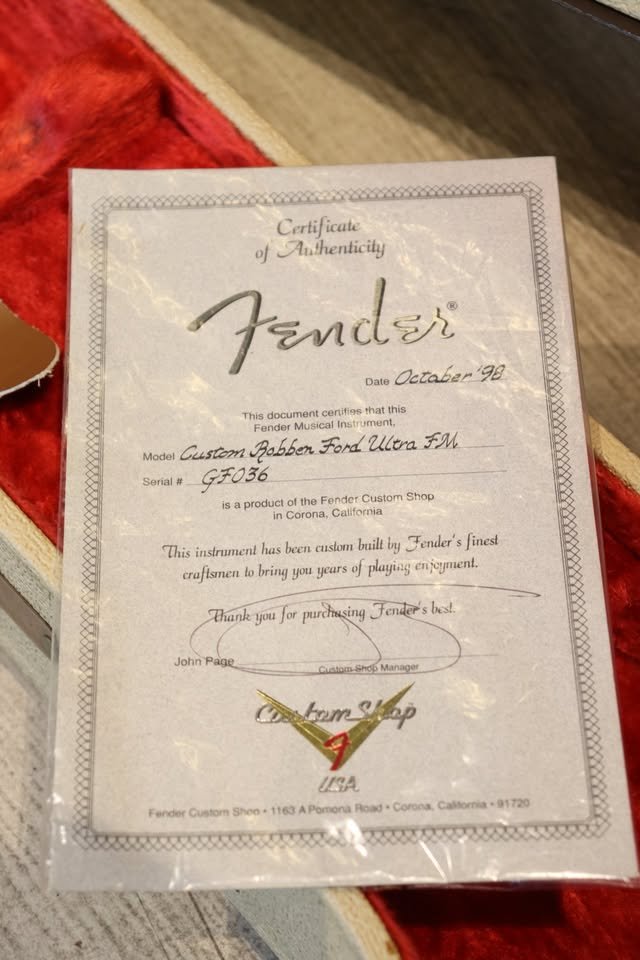 Certificate
of Authenticity
Fender®
Date October '98
This document certifies that this
Fender Musical Instrument,
Model Custom Robben Ford Ultra FM
Serial # GF036
is a product of the Fender Custom Shop
in Corona, California
This instrument has been custom built by Fender's finest
craftsmen to bring you years of playing enjoyment.
Thank you for purchasing Fender's best.
John Page
Custom Shop Manager
Custom Shop
F
USA
Fender Custom Shop • 1163 A Pomona Road • Corona, California • 91720